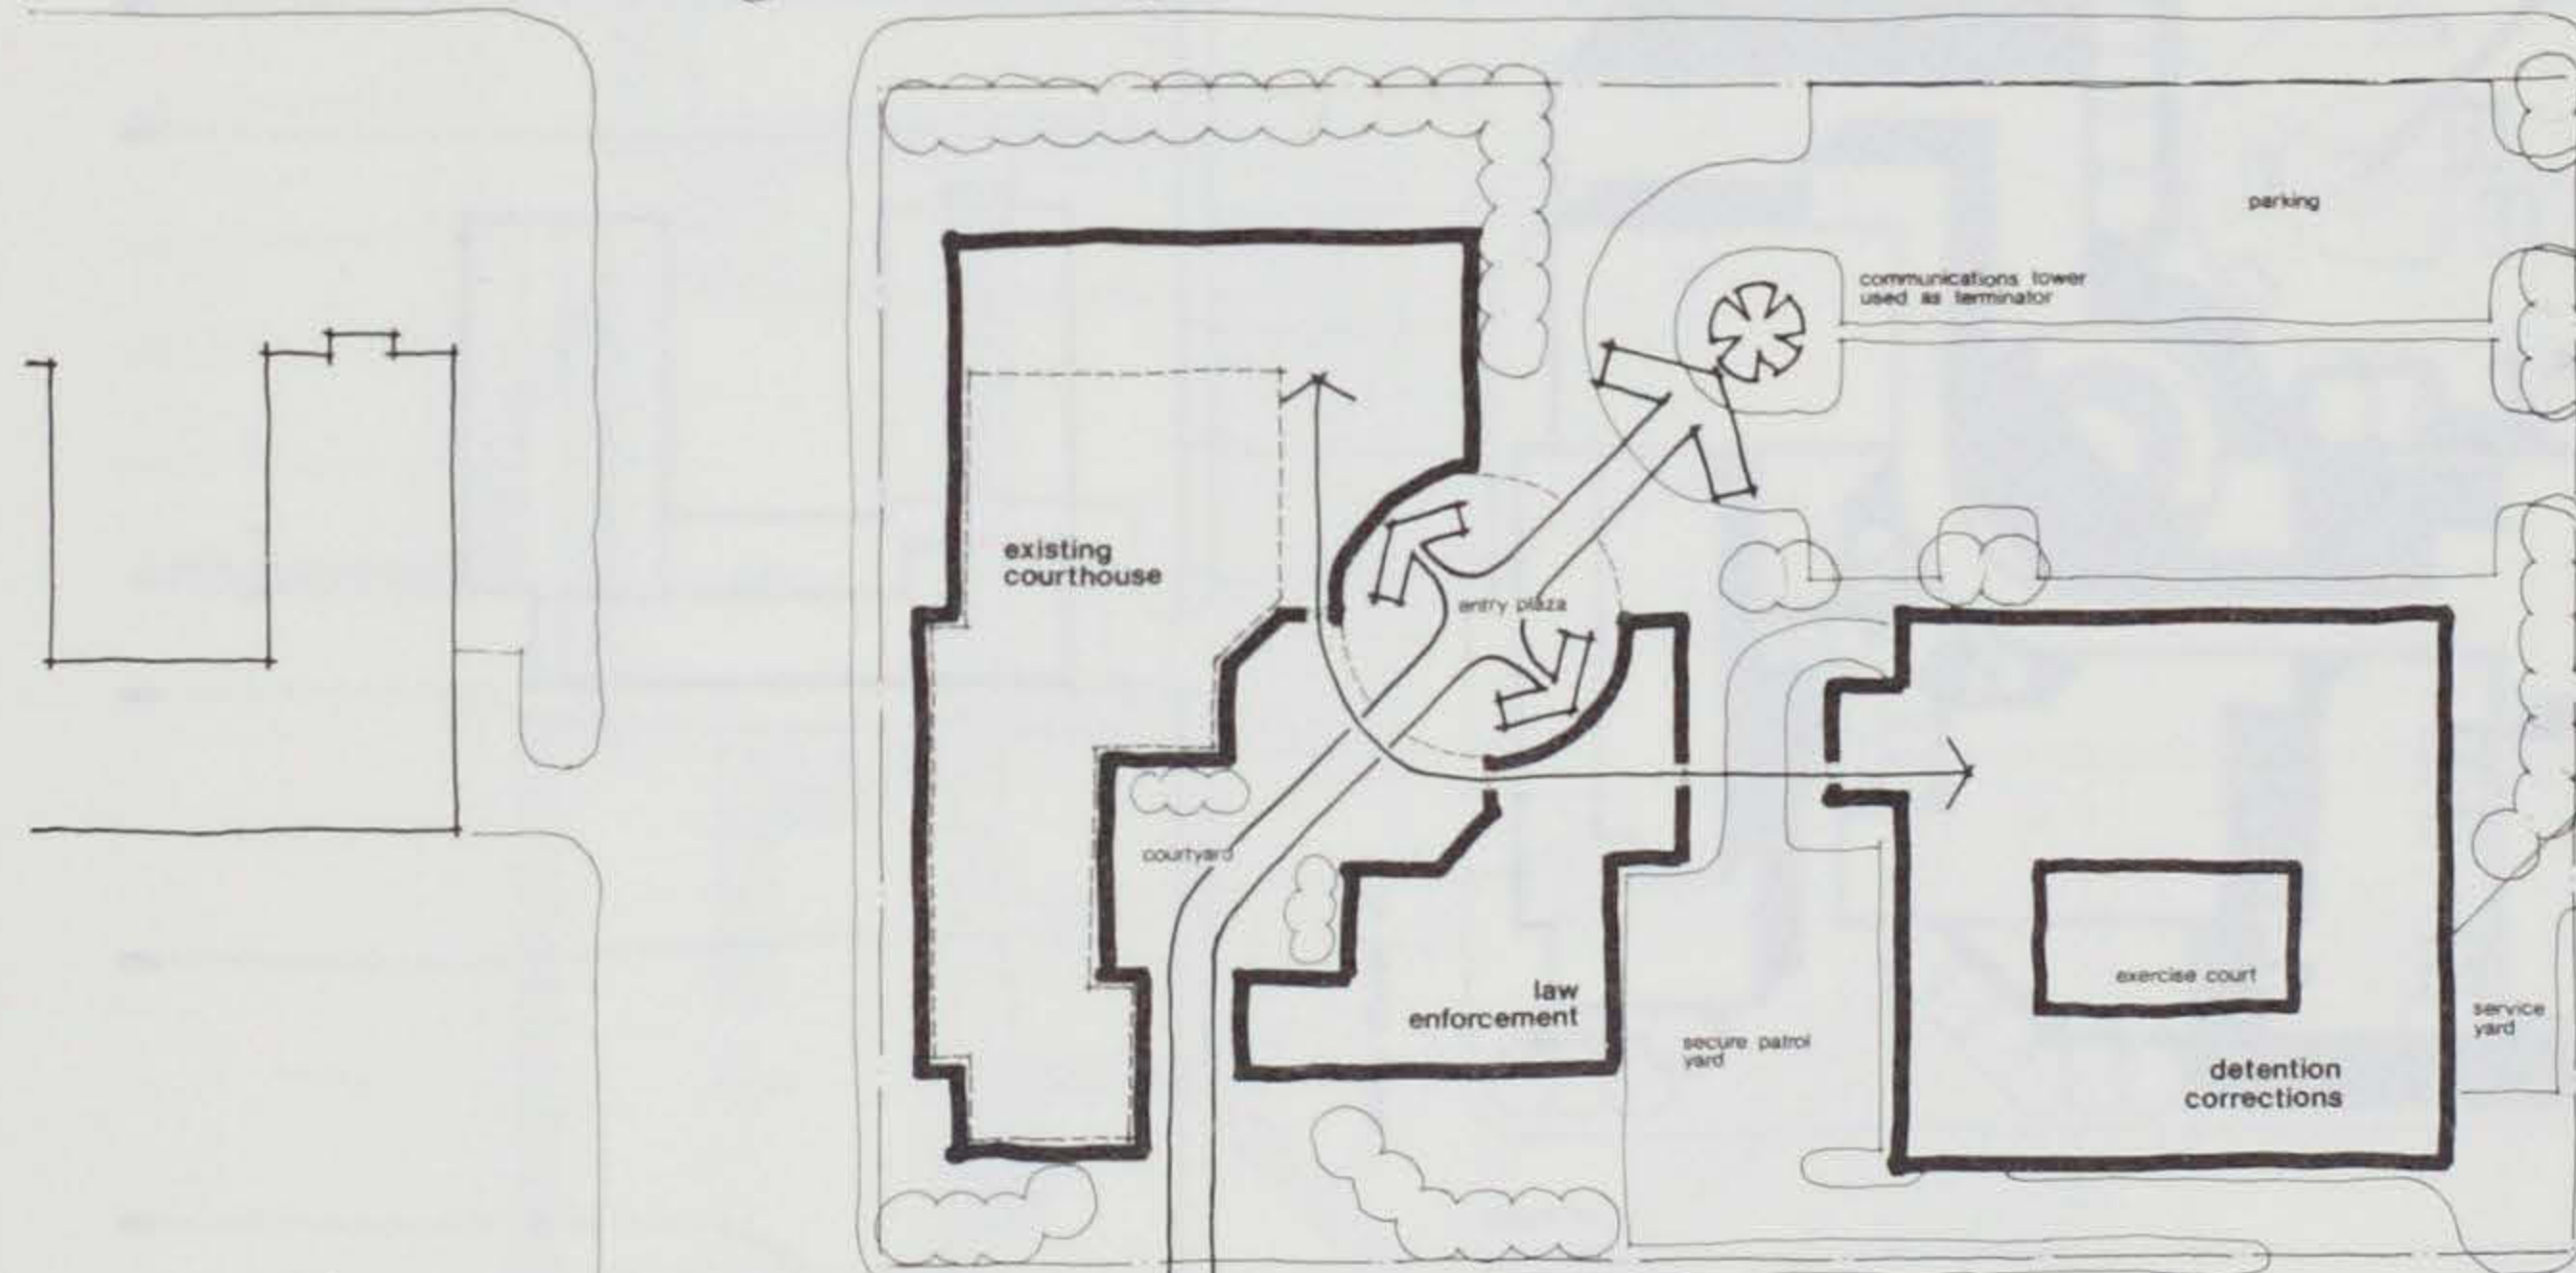 parking
communications tower
used as terminator
existing
courthouse
entry plaza
courtyard
law
enforcement
exercise court
service
yard
secure patrol
yard
detention
corrections